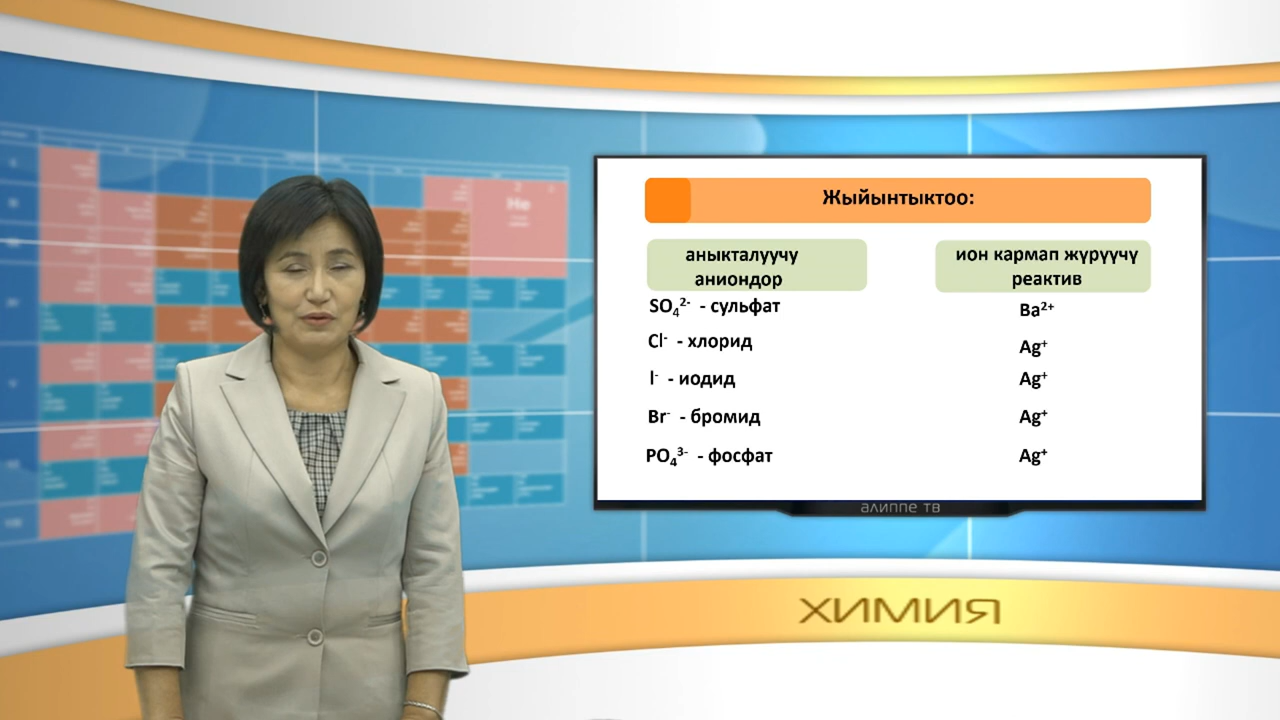 Жыйынтыктоо:
аныкталуучу
аниондор
ион кармап жүрүүчү
реактив
SO₄²⁻ - сульфат
Ba²⁺
Cl⁻ - хлорид
Ag⁺
I⁻ - иодид
Ag⁺
Br⁻ - бромид
Ag⁺
PO₄³⁻ - фосфат
Ag⁺
алиппе тв
ХИМИЯ
He